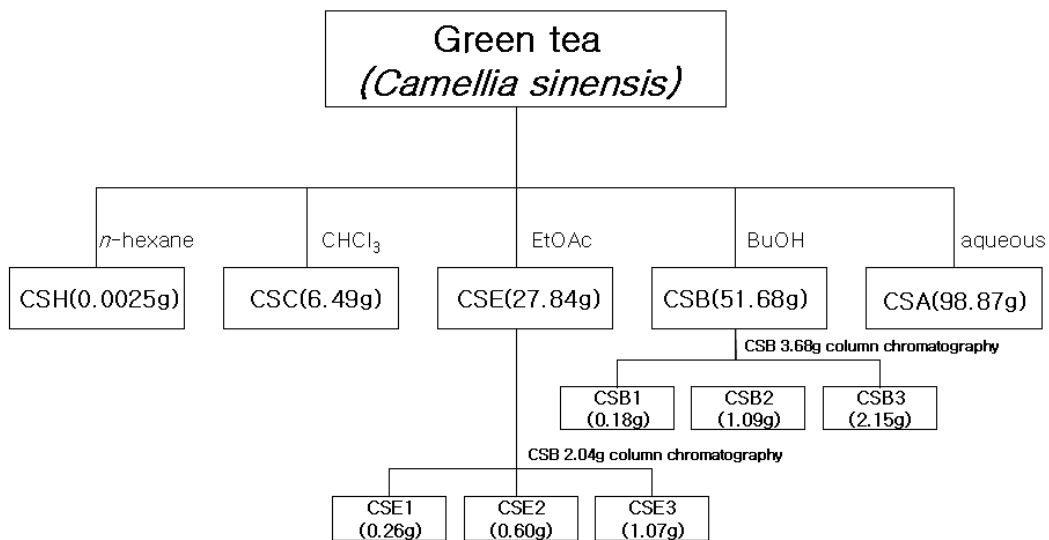 Green tea
(Camellia sinensis)
n-hexane
CHCl₃
EtOAc
BuOH
aqueous
CSH(0.0025g)
CSC(6.49g)
CSE(27.84g)
CSB(51.68g)
CSA(98.87g)
CSB 3.68g column chromatography
CSB1
(0.18g)
CSB2
(1.09g)
CSB3
(2.15g)
CSB 2.04g column chromatography
CSE1
(0.26g)
CSE2
(0.60g)
CSE3
(1.07g)